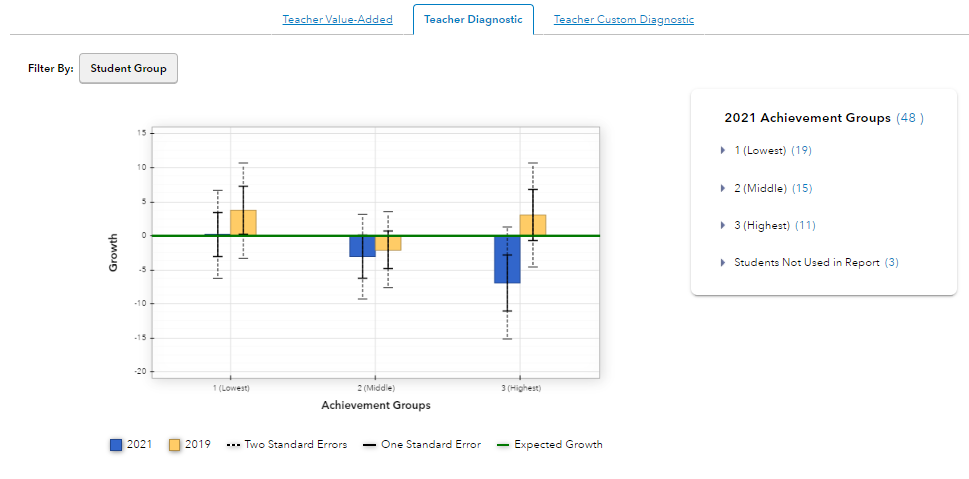 Teacher Value-Added Teacher Diagnostic Teacher Custom Diagnostic
Filter By: Student Group
2021 Achievement Groups (48 )
1 (Lowest) (19)
2 (Middle) (15)
3 (Highest) (11)
Students Not Used in Report (3)
Growth
15
10
5
0
-5
-10
-15
-20
1 (Lowest) 2 (Middle) 3 (Highest)
Achievement Groups
2021 2019 Two Standard Errors One Standard Error Expected Growth